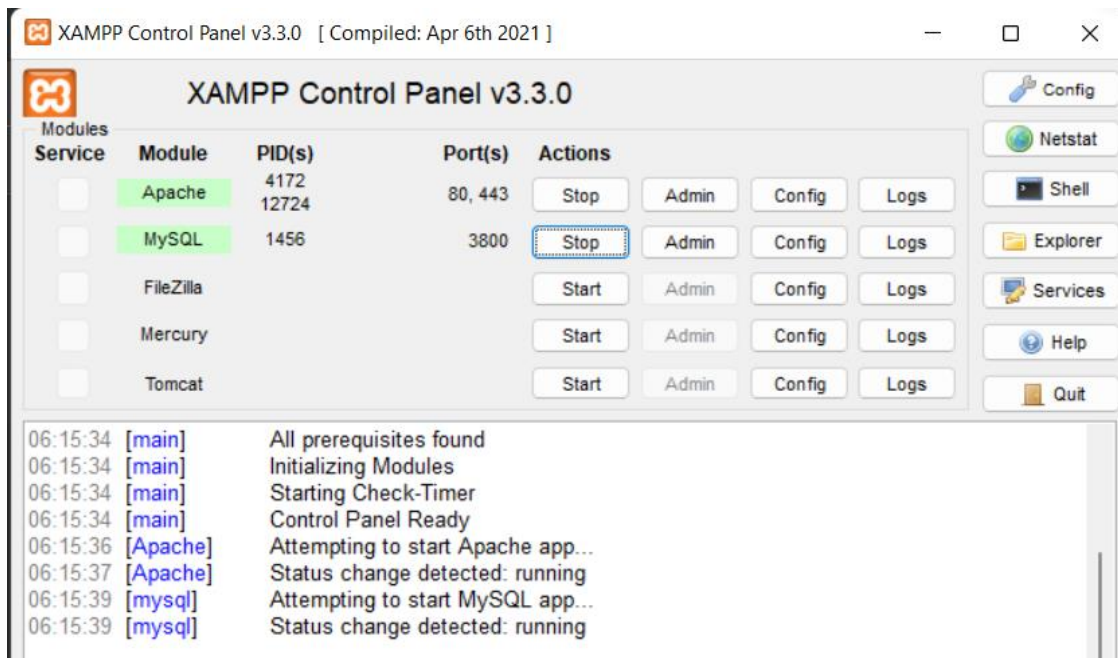 XAMPP Control Panel v3.3.0 [ Compiled: Apr 6th 2021 ]
XAMPP Control Panel v3.3.0
Config
Modules
Netstat
Service Module PID(s) Port(s) Actions
Apache 4172 12724 80, 443 Stop Admin Config Logs
Shell
MySQL 1456 3800 Stop Admin Config Logs
Explorer
FileZilla Start Admin Config Logs
Services
Mercury Start Admin Config Logs
Help
Tomcat Start Admin Config Logs
Quit
06:15:34 [main] All prerequisites found
06:15:34 [main] Initializing Modules
06:15:34 [main] Starting Check-Timer
06:15:34 [main] Control Panel Ready
06:15:36 [Apache] Attempting to start Apache app...
06:15:37 [Apache] Status change detected: running
06:15:39 [mysql] Attempting to start MySQL app...
06:15:39 [mysql] Status change detected: running